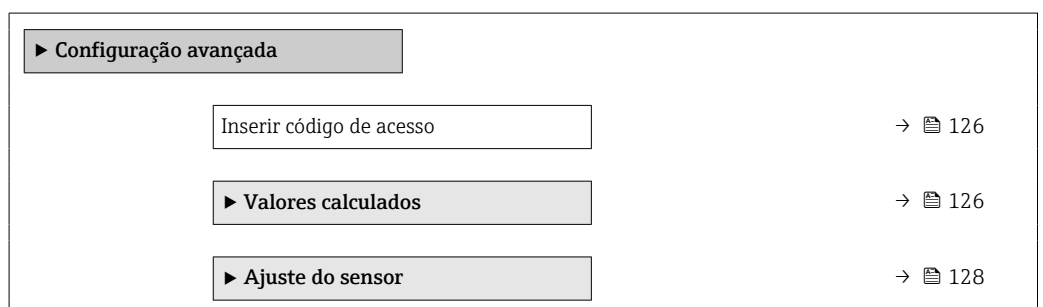 ▶ Configuração avançada
Inserir código de acesso → 126
▶ Valores calculados → 126
▶ Ajuste do sensor → 128